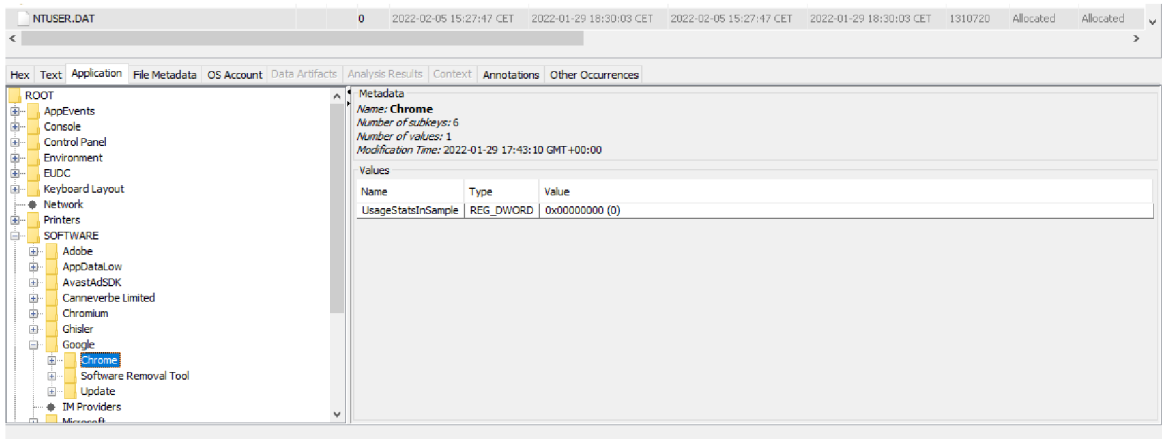 NTUSER.DAT 0 2022-02-05 15:27:47 CET 2022-01-29 18:30:03 CET 2022-02-05 15:27:47 CET 2022-01-29 18:30:03 CET 1310720 Allocated Allocated
Hex Text Application File Metadata OS Account Data Artifacts Analysis Results Context Annotations Other Occurrences
ROOT
AppEvents
Console
Control Panel
Environment
EUDC
Keyboard Layout
Network
Printers
SOFTWARE
Adobe
AppDataLow
AvastAdSDK
Canneverbe Limited
Chromium
Ghisler
Google
Chrome
Software Removal Tool
Update
IM Providers
Microsoft
Metadata
Name: Chrome
Number of subkeys: 6
Number of values: 1
Modification Time: 2022-01-29 17:43:10 GMT+00:00
Values
Name Type Value
UsageStatsInSample REG_DWORD 0x00000000 (0)